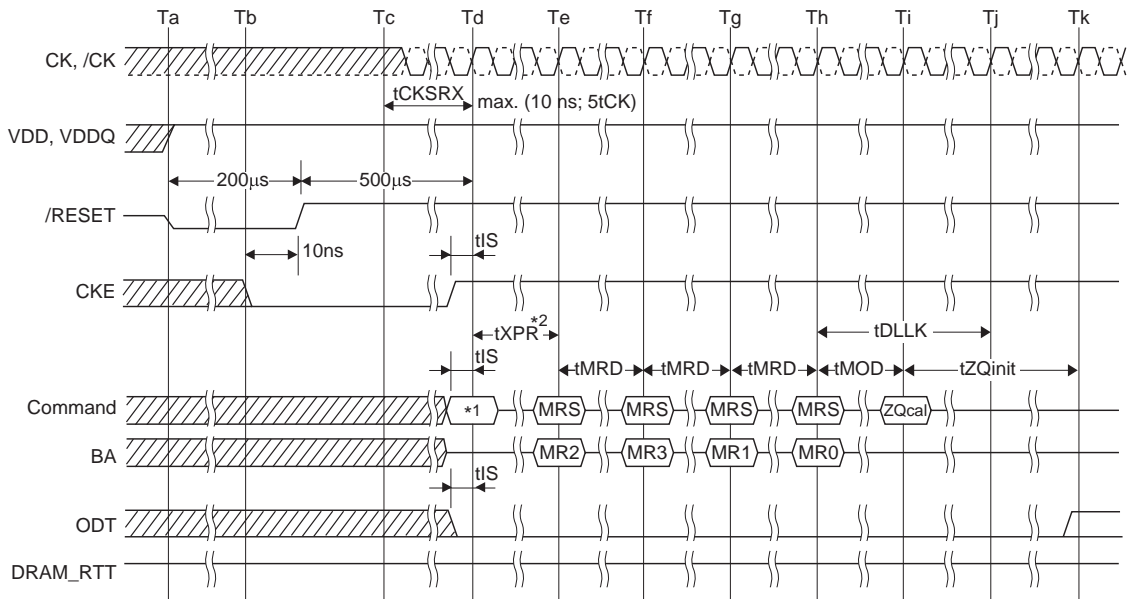 Ta Tb Tc Td Te Tf Tg Th Ti Tj Tk
CK, /CK
tCKSRX max. (10 ns; 5tCK)
VDD, VDDQ
200μs 500μs
/RESET
10ns tIS
CKE
tXPR*2 tDLLK
tIS
tMRD tMRD tMRD tMOD tZQinit
Command *1 MRS MRS MRS MRS ZQcal
BA MR2 MR3 MR1 MR0
tIS
ODT
DRAM_RTT